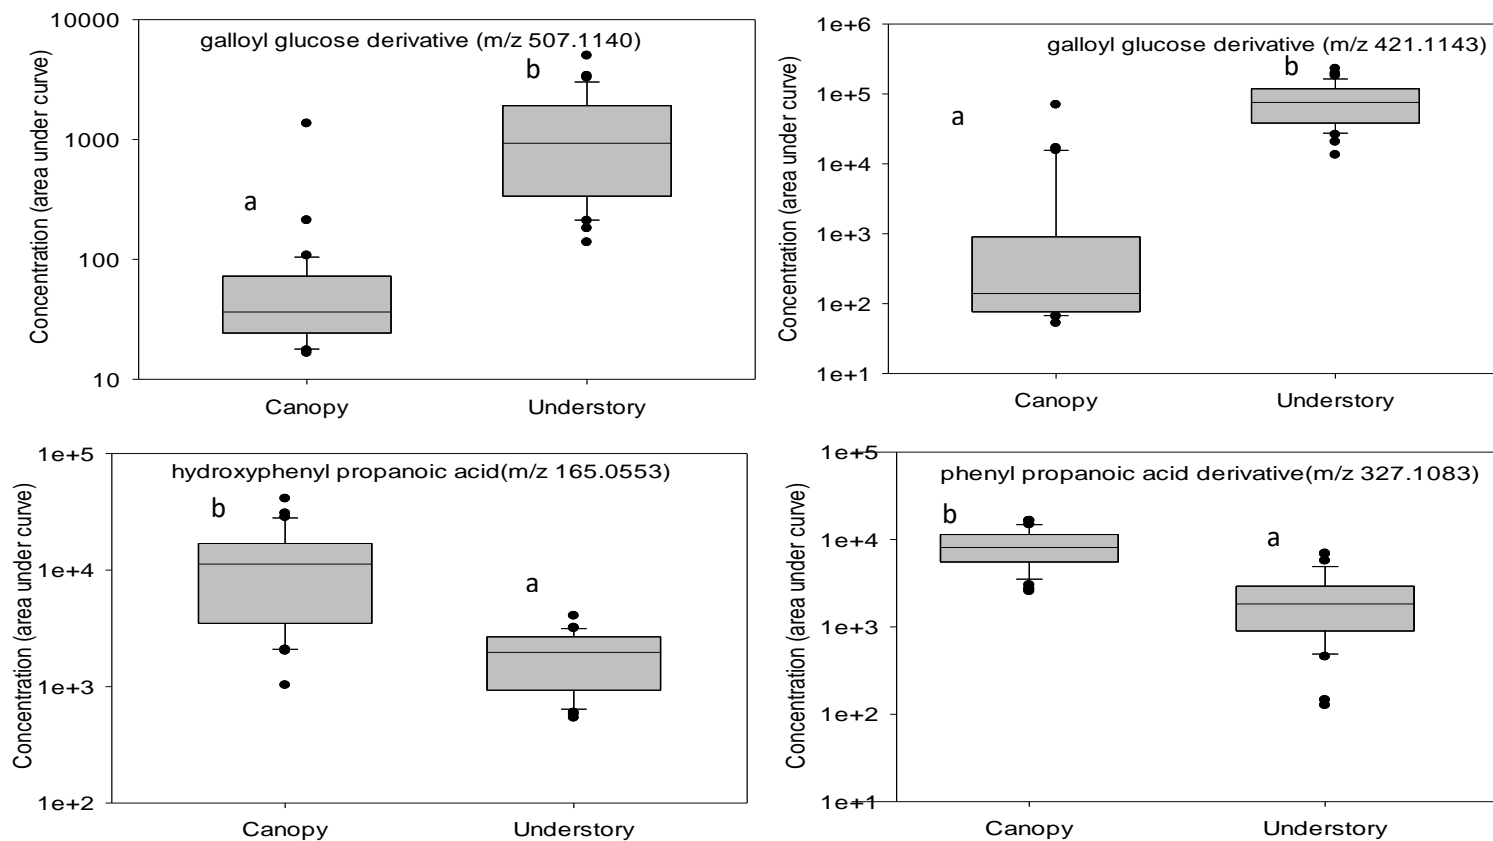 galloyl glucose derivative (m/z 507.1140)
Concentration (area under curve)
10000
1000
100
10
a
b
Canopy
Understory
galloyl glucose derivative (m/z 421.1143)
Concentration (area under curve)
1e+6
1e+5
1e+4
1e+3
1e+2
1e+1
a
b
Canopy
Understory
hydroxyphenyl propanoic acid(m/z 165.0553)
Concentration (area under curve)
1e+5
1e+4
1e+3
1e+2
b
a
Canopy
Understory
phenyl propanoic acid derivative(m/z 327.1083)
Concentration (area under curve)
1e+5
1e+4
1e+3
1e+2
1e+1
b
a
Canopy
Understory